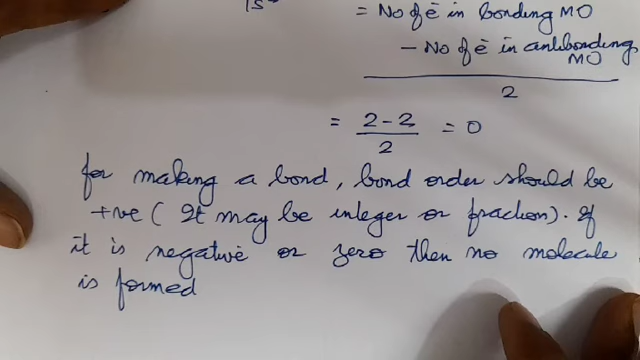 1s²
= No of e⁻ in bonding MO
- No of e⁻ in antibonding
MO
2
= 2-2 = 0
2
for making a bond, bond order should be
+ve ( It may be integer or fraction). If
it is negative or zero then no molecule
is formed